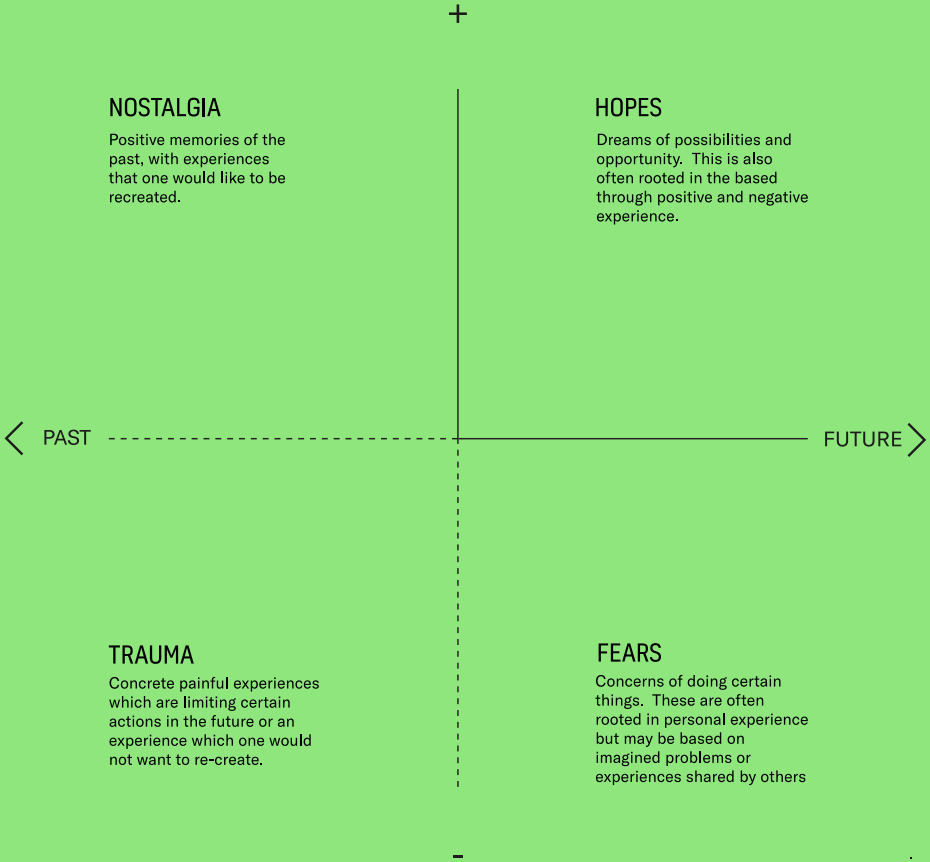 +
NOSTALGIA
Positive memories of the
past, with experiences
that one would like to be
recreated.
HOPES
Dreams of possibilities and
opportunity. This is also
often rooted in the based
through positive and negative
experience.
PAST
FUTURE
TRAUMA
Concrete painful experiences
which are limiting certain
actions in the future or an
experience which one would
not want to re-create.
FEARS
Concerns of doing certain
things. These are often
rooted in personal experience
but may be based on
imagined problems or
experiences shared by others
-